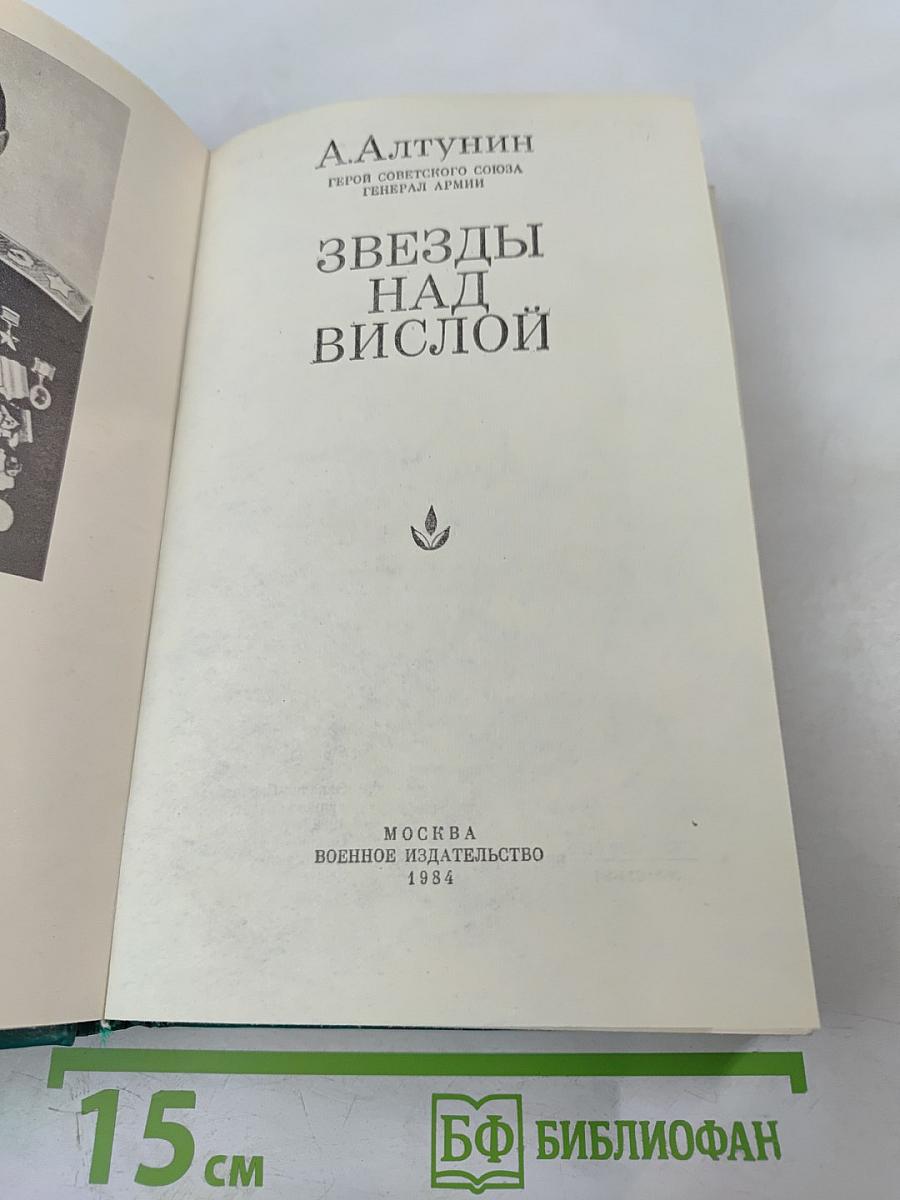 А. Алтунин
ГЕРОЙ СОВЕТСКОГО СОЮЗА
ГЕНЕРАЛ АРМИИ
ЗВЕЗДЫ
НАД
ВИСЛОЙ
МОСКВА
ВОЕННОЕ ИЗДАТЕЛЬСТВО
1984
15 см
БФ БИБЛИОФАН